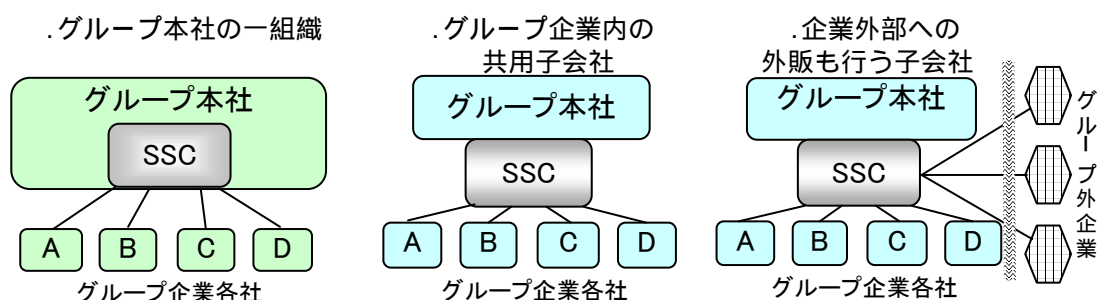 .グループ本社の一組織
グループ本社
SSC
A B C D
グループ企業各社
.グループ企業内の
共用子会社
グループ本社
SSC
A B C D
グループ企業各社
.企業外部への
外販も行う子会社
グループ本社
SSC
A B C D
グループ企業各社
グループ外企業